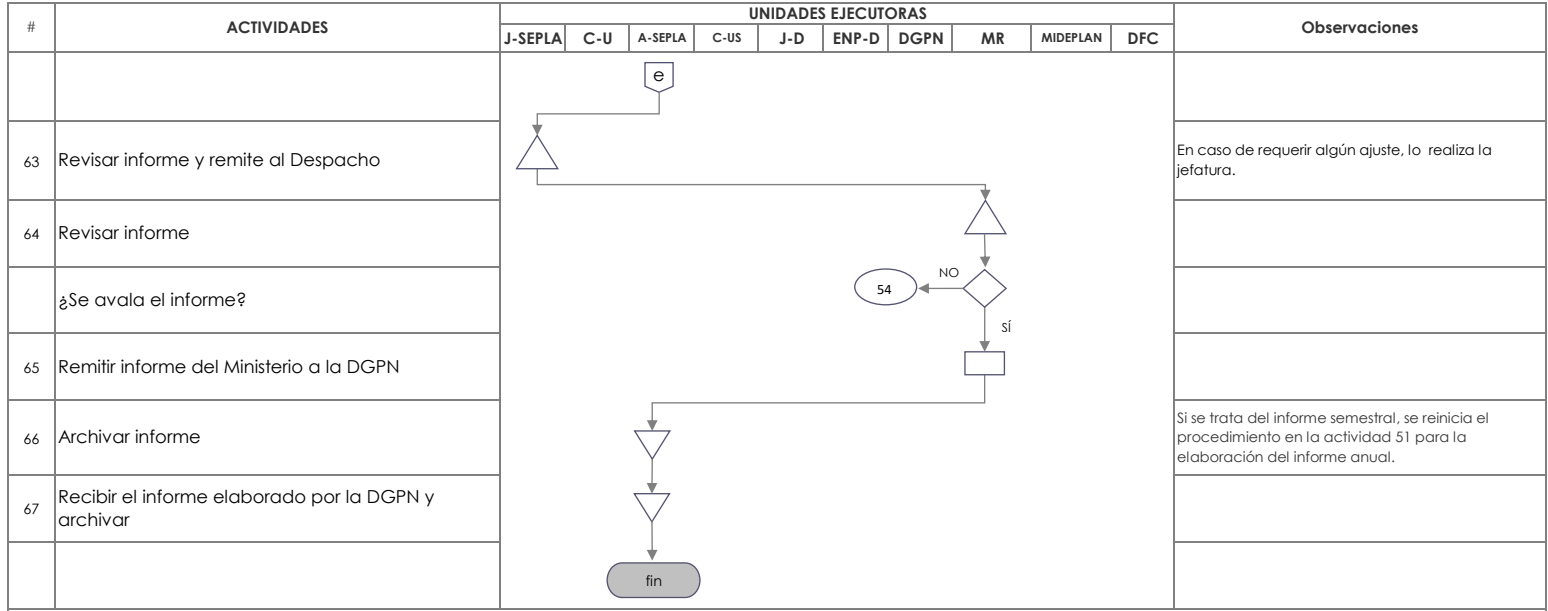 # ACTIVIDADES UNIDADES EJECUTORAS Observaciones
J-SEPLA C-U A-SEPLA C-US J-D ENP-D DGPN MR MIDEPLAN DFC
e
63 Revisar informe y remite al Despacho
En caso de requerir algún ajuste, lo realiza la
jefatura.
64 Revisar informe
¿Se avala el informe?
54
NO
SÍ
65 Remitir informe del Ministerio a la DGPN
66 Archivar informe
Si se trata del informe semestral, se reinicia el
procedimiento en la actividad 51 para la
elaboración del informe anual.
67 Recibir el informe elaborado por la DGPN y
archivar
fin